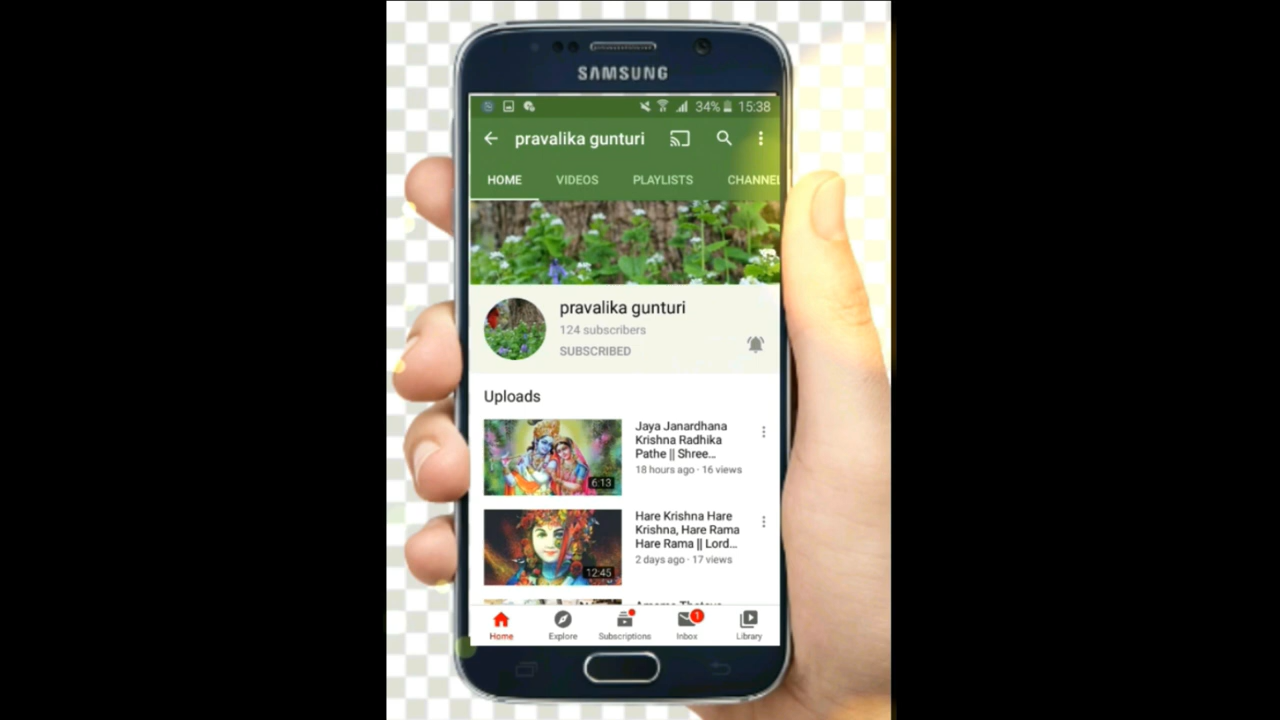 SAMSUNG
34% 15:38
pravalika gunturi
HOME VIDEOS PLAYLISTS CHANNEL
pravalika gunturi
124 subscribers
SUBSCRIBED
Uploads
Jaya Janardhana
Krishna Radhika
Pathe || Shree...
18 hours ago · 16 views
6:13
Hare Krishna Hare
Krishna, Hare Rama
Hare Rama || Lord...
2 days ago · 17 views
12:45
1
Home Explore Subscriptions Inbox Library